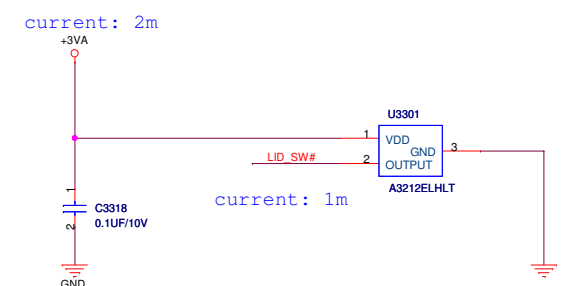 current: 2m
+3VA
U3301
1
VDD
GND
3
LID_SW#
2
OUTPUT
A3212ELHLT
current: 1m
1
C3318
0.1UF/10V
2
GND